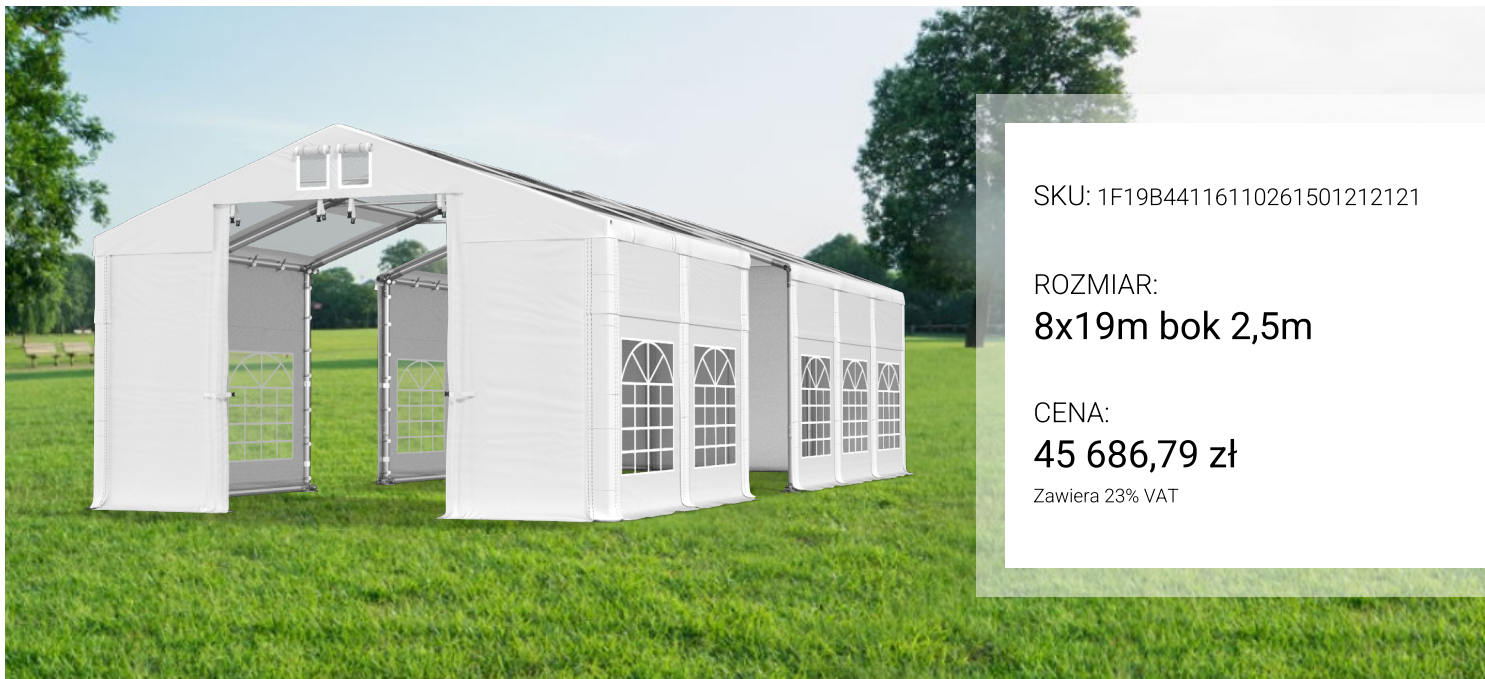 SKU: 1F19B44116110261501212121
ROZMIAR:
8x19m bok 2,5m
CENA:
45 686,79 zł
Zawiera 23% VAT